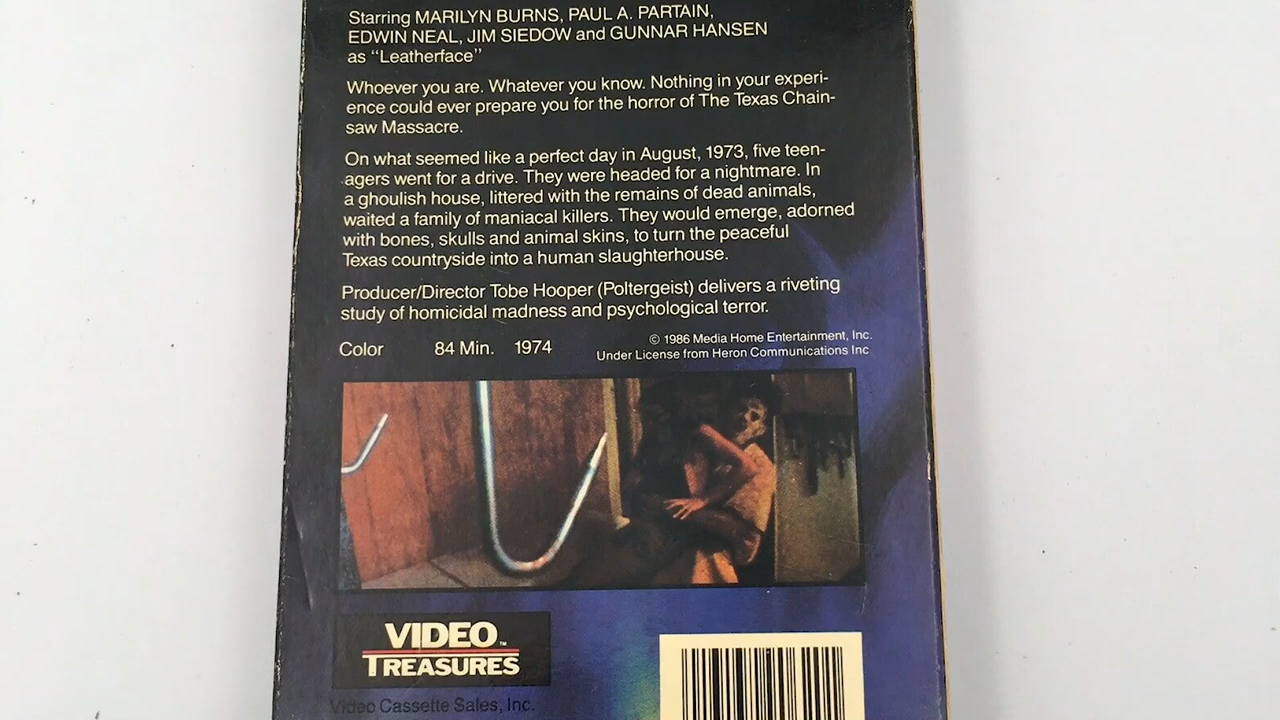 Starring MARILYN BURNS, PAUL A. PARTAIN,
EDWIN NEAL, JIM SIEDOW and GUNNAR HANSEN
as "Leatherface"
Whoever you are. Whatever you know. Nothing in your experi-
ence could ever prepare you for the horror of The Texas Chain-
saw Massacre.
On what seemed like a perfect day in August, 1973, five teen-
agers went for a drive. They were headed for a nightmare. In
a ghoulish house, littered with the remains of dead animals,
waited a family of maniacal killers. They would emerge, adorned
with bones, skulls and animal skins, to turn the peaceful
Texas countryside into a human slaughterhouse.
Producer/Director Tobe Hooper (Poltergeist) delivers a riveting
study of homicidal madness and psychological terror.
Color 84 Min. 1974
© 1986 Media Home Entertainment, Inc.
Under License from Heron Communications Inc
VIDEO TM
TREASURES
Video Cassette Sales, Inc.